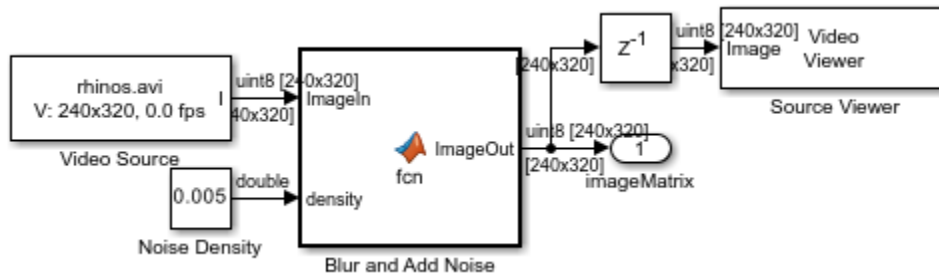 rhinos.avi
V: 240x320, 0.0 fps
I
Video Source
uint8 [240x320]
40x320]
0.005
Noise Density
double
ImageIn
density
fcn
ImageOut
Blur and Add Noise
[240x320]
uint8 [240x320]
[240x320]
1
imageMatrix
z-1
uint8 [240x320]
x320]
Image
Video
Viewer
Source Viewer